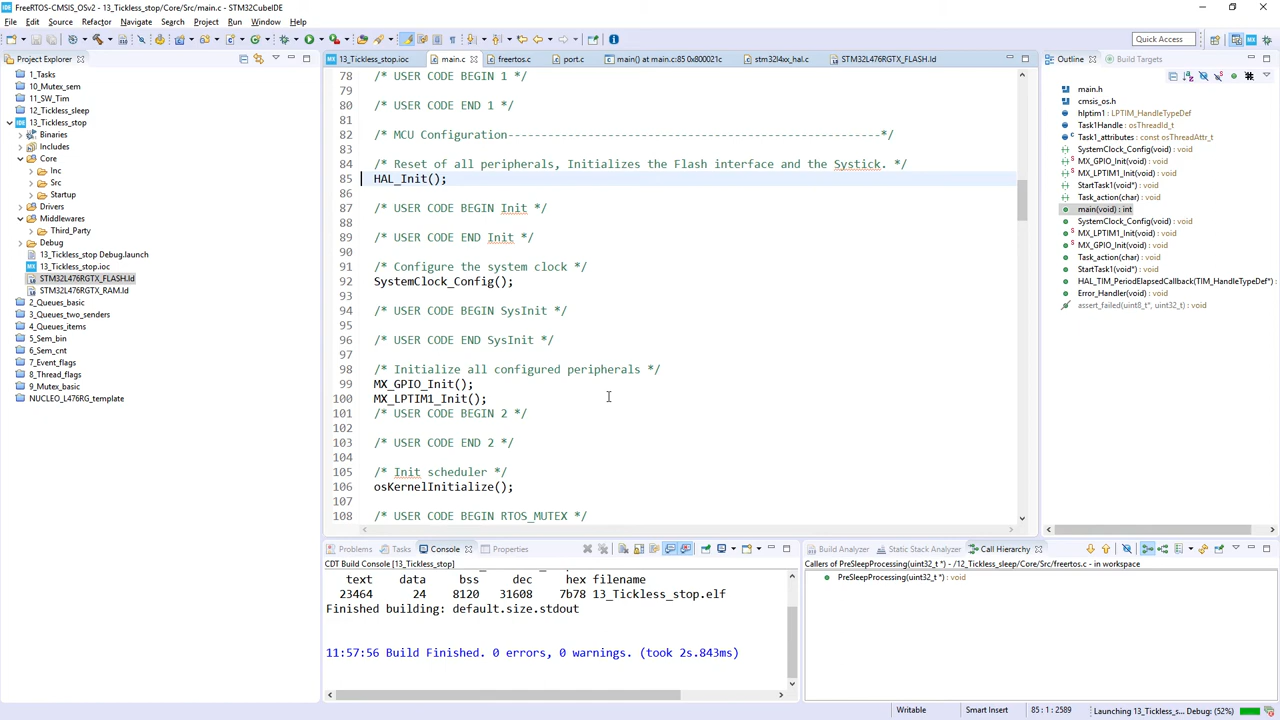 FreeRTOS-CMSIS_OSv2 - 13_Tickless_stop/Core/Src/main.c - STM32CubeIDE
File Edit Source Refactor Navigate Search Project Run Window Help
Quick Access
Project Explorer
1_Tasks
10_Mutex_sem
11_SW_Tim
12_Tickless_sleep
13_Tickless_stop
Binaries
Includes
Core
Inc
Src
Startup
Drivers
Middlewares
Third_Party
Debug
13_Tickless_stop Debug.launch
13_Tickless_stop.ioc
STM32L476RGTX_FLASH.ld
STM32L476RGTX_RAM.ld
2_Queues_basic
3_Queues_two_senders
4_Queues_items
5_Sem_bin
6_Sem_cnt
7_Event_flags
8_Thread_flags
9_Mutex_basic
NUCLEO_L476RG_template
13_Tickless_stop.ioc main.c freertos.c port.c main() at main.c:85 0x800021c stm32l4xx_hal.c STM32L476RGTX_FLASH.ld
78 /* USER CODE BEGIN 1 */
79
80 /* USER CODE END 1 */
81
82 /* MCU Configuration--------------------------------------------------------*/
83
84 /* Reset of all peripherals, Initializes the Flash interface and the Systick. */
85 HAL_Init();
86
87 /* USER CODE BEGIN Init */
88
89 /* USER CODE END Init */
90
91 /* Configure the system clock */
92 SystemClock_Config();
93
94 /* USER CODE BEGIN SysInit */
95
96 /* USER CODE END SysInit */
97
98 /* Initialize all configured peripherals */
99 MX_GPIO_Init();
100 MX_LPTIM1_Init();
101 /* USER CODE BEGIN 2 */
102
103 /* USER CODE END 2 */
104
105 /* Init scheduler */
106 osKernelInitialize();
107
108 /* USER CODE BEGIN RTOS_MUTEX */
Outline Build Targets
main.h
cmsis_os.h
hlptim1 : LPTIM_HandleTypeDef
Task1Handle : osThreadId_t
Task1_attributes : const osThreadAttr_t
SystemClock_Config(void) : void
MX_GPIO_Init(void) : void
MX_LPTIM1_Init(void) : void
StartTask1(void*) : void
Task_action(char) : void
main(void) : int
SystemClock_Config(void) : void
MX_LPTIM1_Init(void) : void
MX_GPIO_Init(void) : void
Task_action(char) : void
StartTask1(void*) : void
HAL_TIM_PeriodElapsedCallback(TIM_HandleTypeDef*) : void
Error_Handler(void) : void
assert_failed(uint8_t*, uint32_t) : void
Problems Tasks Console Properties
CDT Build Console [13_Tickless_stop]
text data bss dec hex filename
23464 24 8120 31608 7b78 13_Tickless_stop.elf
Finished building: default.size.stdout
11:57:56 Build Finished. 0 errors, 0 warnings. (took 2s.843ms)
Build Analyzer Static Stack Analyzer Call Hierarchy
Callers of PreSleepProcessing(uint32_t *) - /12_Tickless_sleep/Core/Src/freertos.c - in workspace
PreSleepProcessing(uint32_t *) : void
Writable Smart Insert 85 : 1 : 2589 Launching 13_Tickless_s... Debug: (52%)